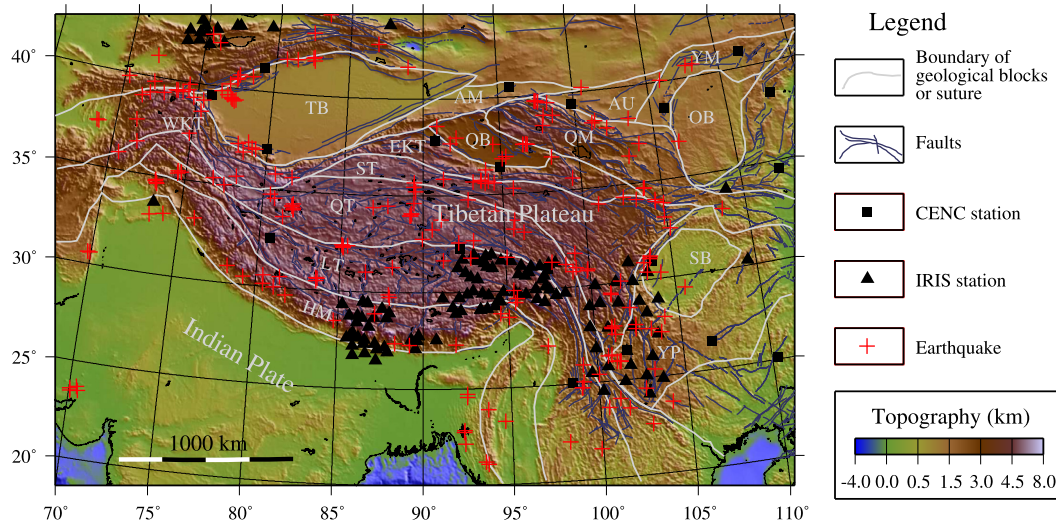 40°
35°
30°
25°
20°
70°
75°
80°
85°
90°
95°
100°
105°
110°
TB
AM
YM
AU
OB
WKT
EKT
QB
QM
ST
QT
Tibetan Plateau
LT
SB
HM
Indian Plate
YP
1000 km
Legend
Boundary of
geological blocks
or suture
Faults
CENC station
IRIS station
Earthquake
Topography (km)
-4.0 0.0 0.5 1.5 3.0 4.5 8.0